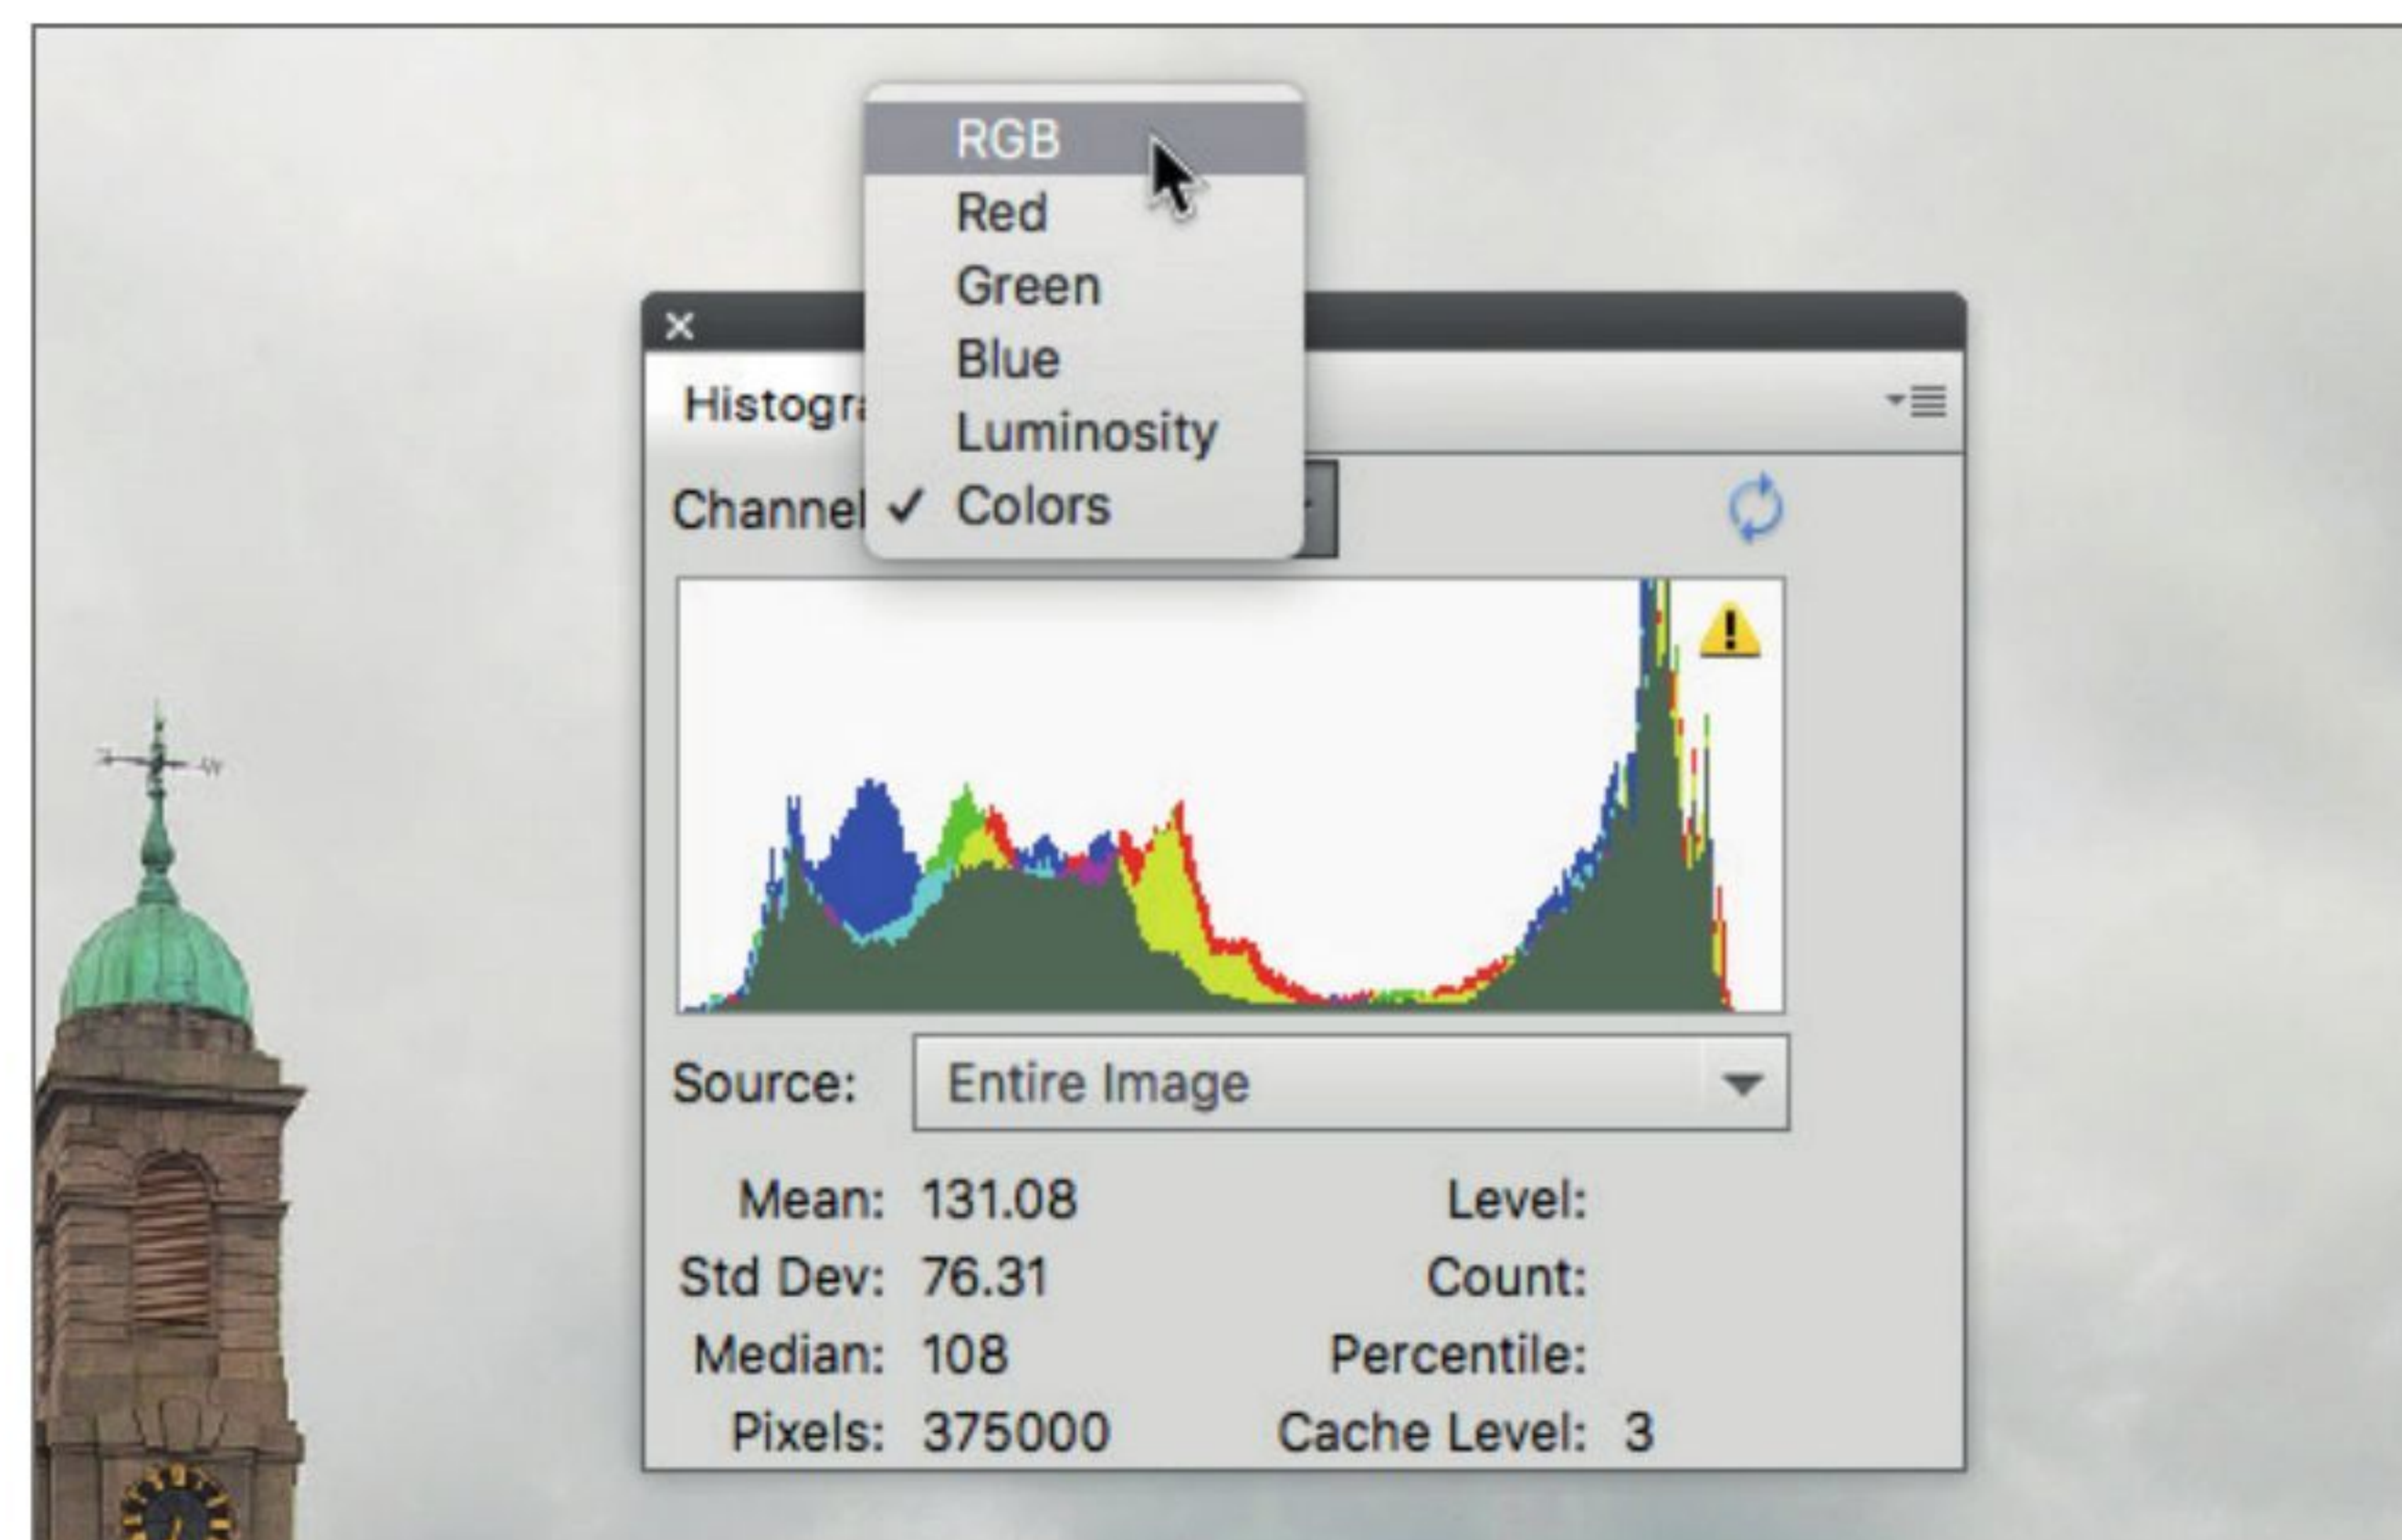 RGB
Red
Green
Blue
Luminosity
✓ Colors
Channel
Source: Entire Image
Mean: 131.08 Level:
Std Dev: 76.31 Count:
Median: 108 Percentile:
Pixels: 375000 Cache Level: 3